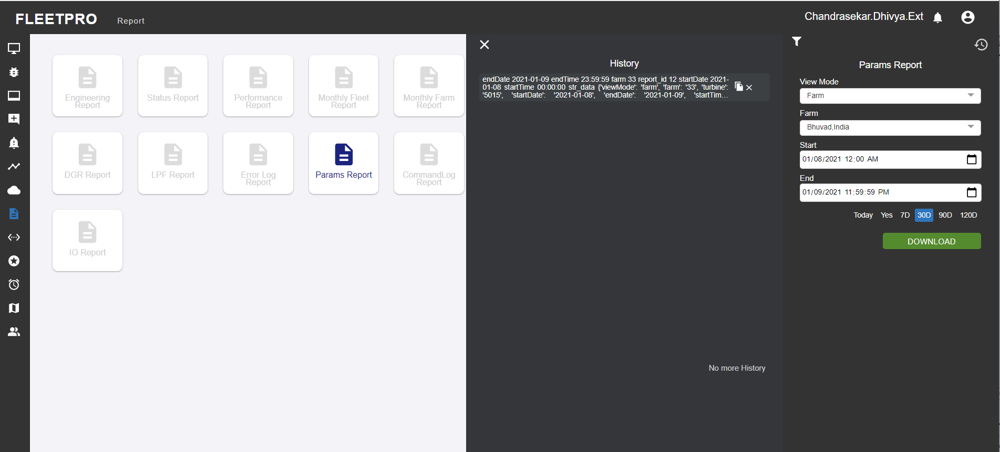 FLEETPRO
Report
Chandrasekar.Dhivya.Ext
Engineering
Report
Status Report
Performance
Report
Monthly Fleet
Report
Monthly Farm
Report
DGR Report
LPF Report
Error Log
Report
Params Report
CommandLog
Report
IO Report
History
endDate 2021-01-09 endTime 23:59:59 farm 33 report_id 12 startDate 2021-
01-08 startTime 00:00:00 str_data {'viewMode': 'farm', 'farm': '33', 'turbine':
'5015', 'startDate': '2021-01-08', 'endDate': '2021-01-09', 'startTim...
No more History
Params Report
View Mode
Farm
Farm
Bhuvad,India
Start
01/08/2021 12:00 AM
End
01/09/2021 11:59:59 PM
Today Yes 7D 30D 90D 120D
DOWNLOAD